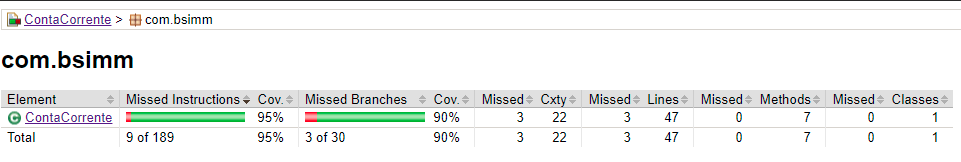 ContaCorrente > com.bsimm
com.bsimm
Element Missed Instructions Cov. Missed Branches Cov. Missed Cxty Missed Lines Missed Methods Missed Classes
ContaCorrente 95% 90% 3 22 3 47 0 7 0 1
Total 9 of 189 95% 3 of 30 90% 3 22 3 47 0 7 0 1